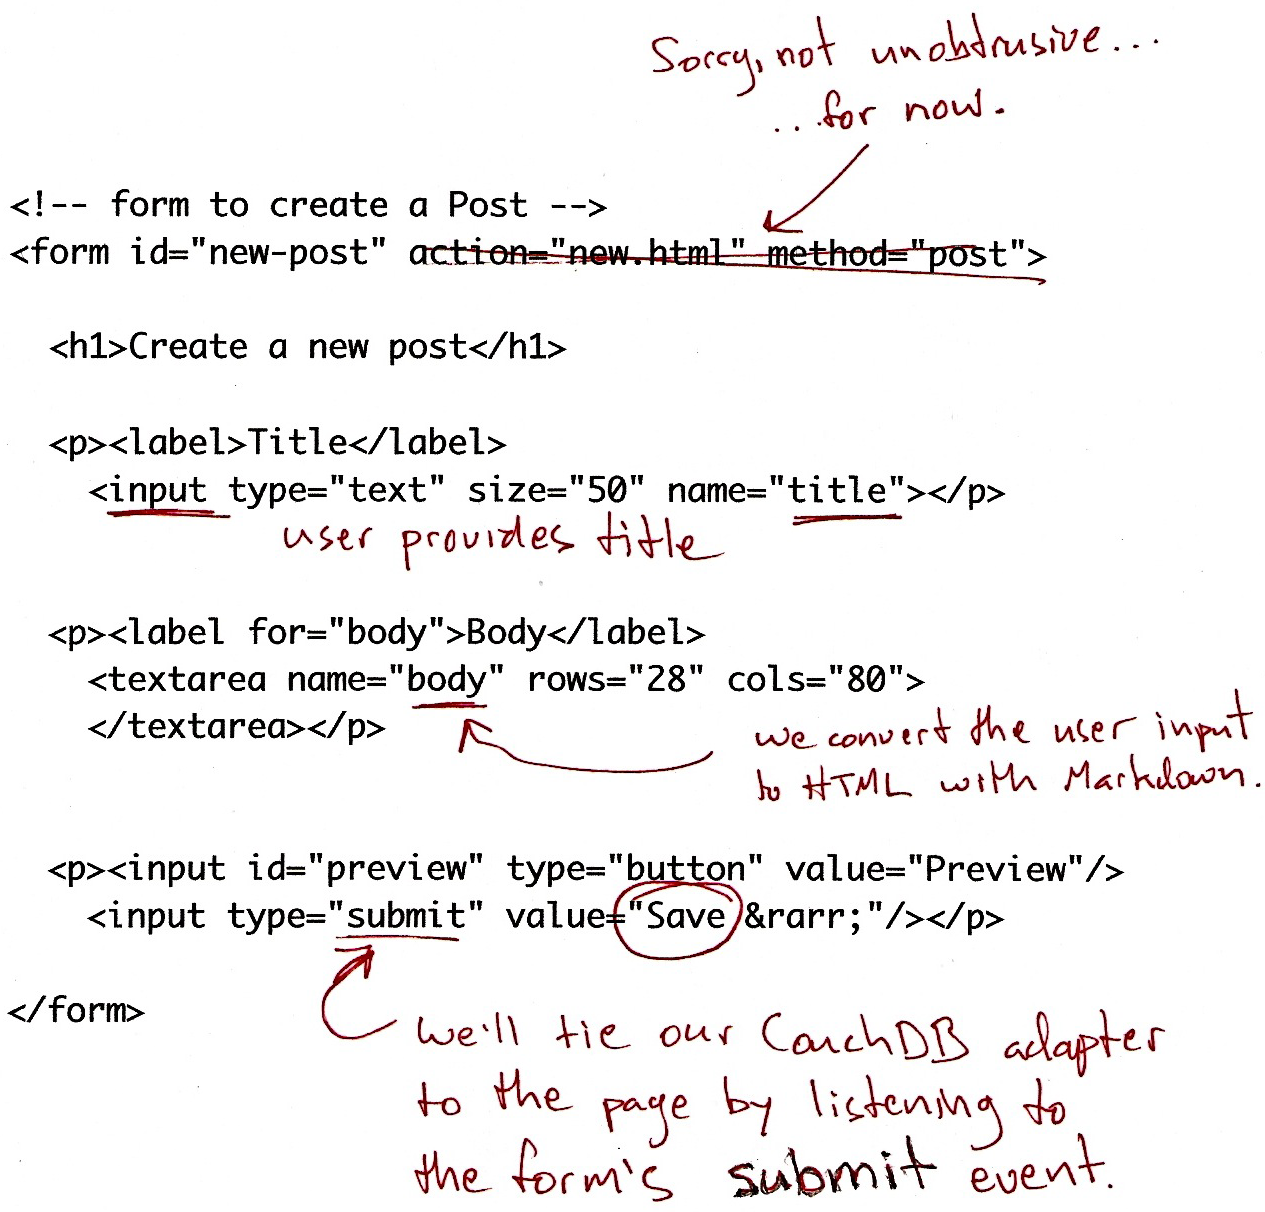 Sorry, not unobtrusive...
...for now.
<!-- form to create a Post -->
<form id="new-post" action="new.html" method="post">
<h1>Create a new post</h1>
<p><label>Title</label>
<input type="text" size="50" name="title"></p>
user provides title
<p><label for="body">Body</label>
<textarea name="body" rows="28" cols="80">
</textarea></p>
we convert the user input
to HTML with Markdown.
<p><input id="preview" type="button" value="Preview"/>
<input type="submit" value="Save &rarr;"/></p>
</form>
We'll tie our CouchDB adapter
to the page by listening to
the form's submit event.